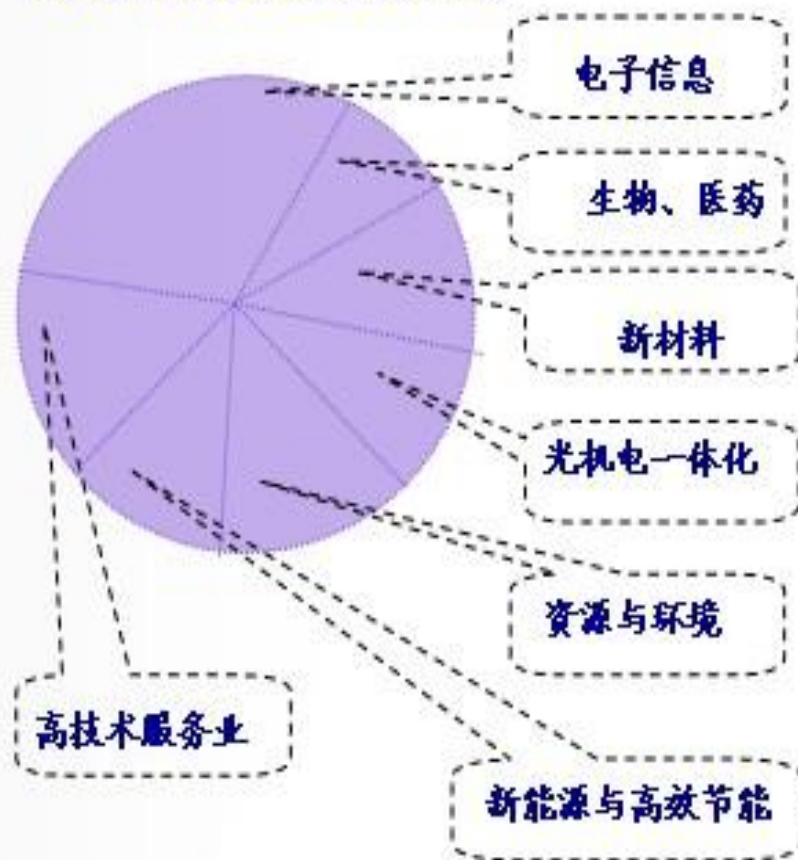 电子信息
生物、医药
新材料
光机电一体化
资源与环境
高技术服务业
新能源与高效节能